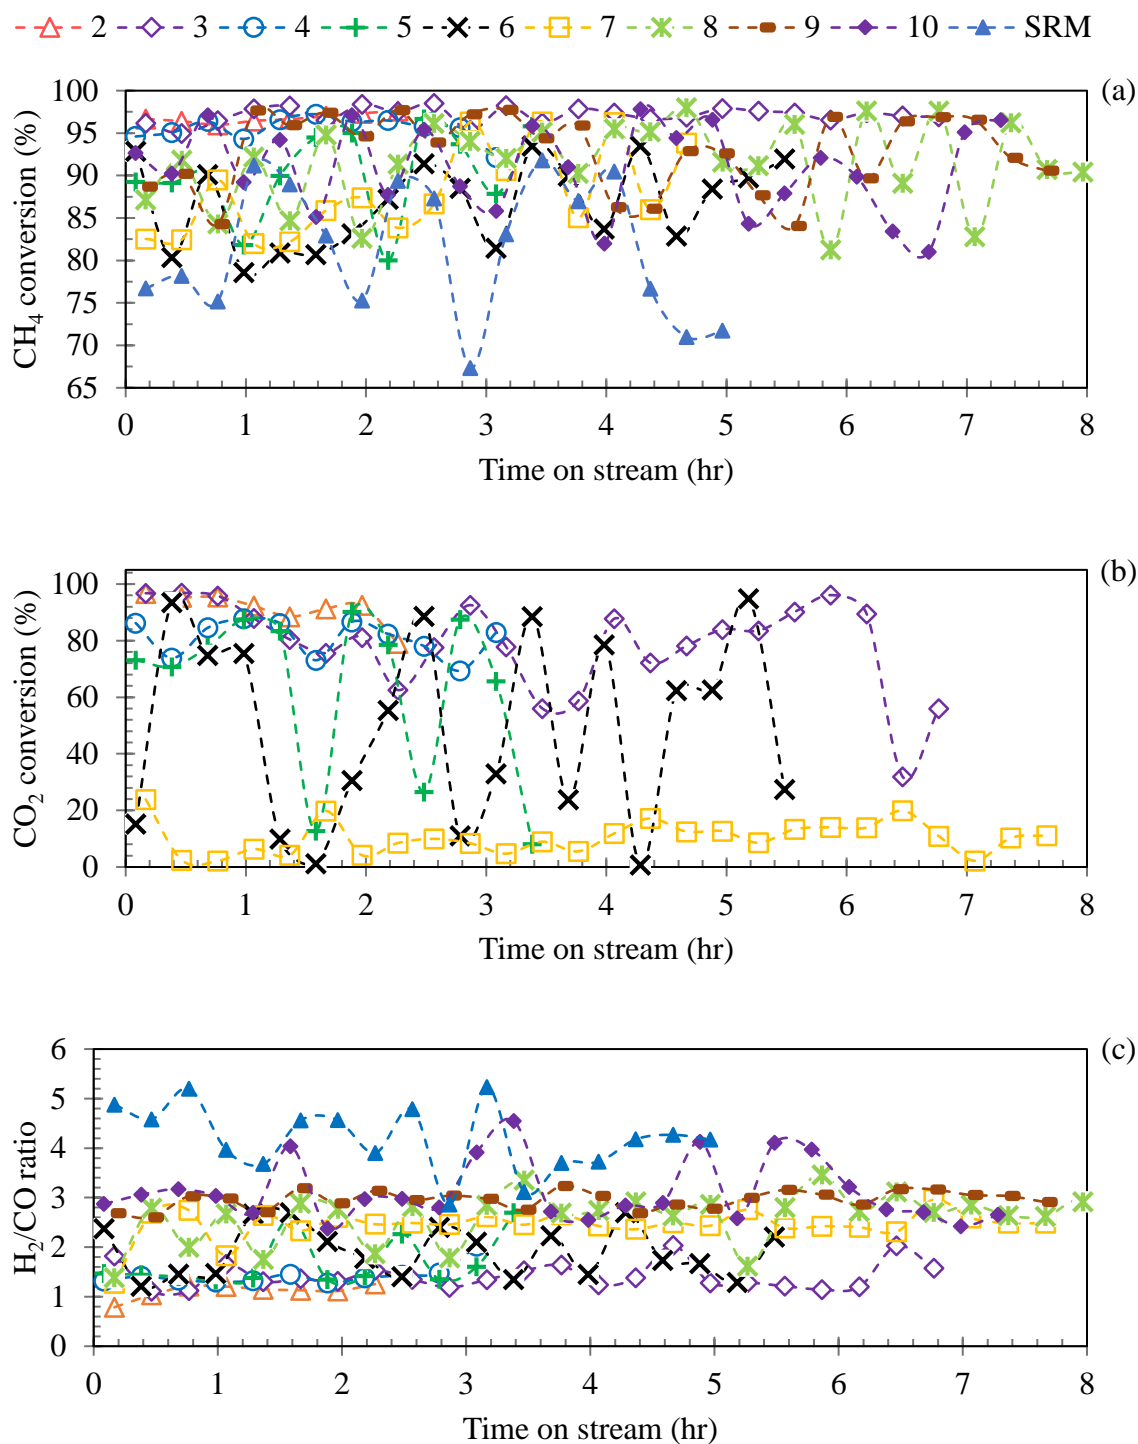 2 3 4 5 6 7 8 9 10 SRM
(a)
100
95
90
85
80
75
70
65
CH₄ conversion (%)
0 1 2 3 4 5 6 7 8
Time on stream (hr)
(b)
100
80
60
40
20
0
CO₂ conversion (%)
0 1 2 3 4 5 6 7 8
Time on stream (hr)
(c)
6
5
4
3
2
1
0
H₂/CO ratio
0 1 2 3 4 5 6 7 8
Time on stream (hr)